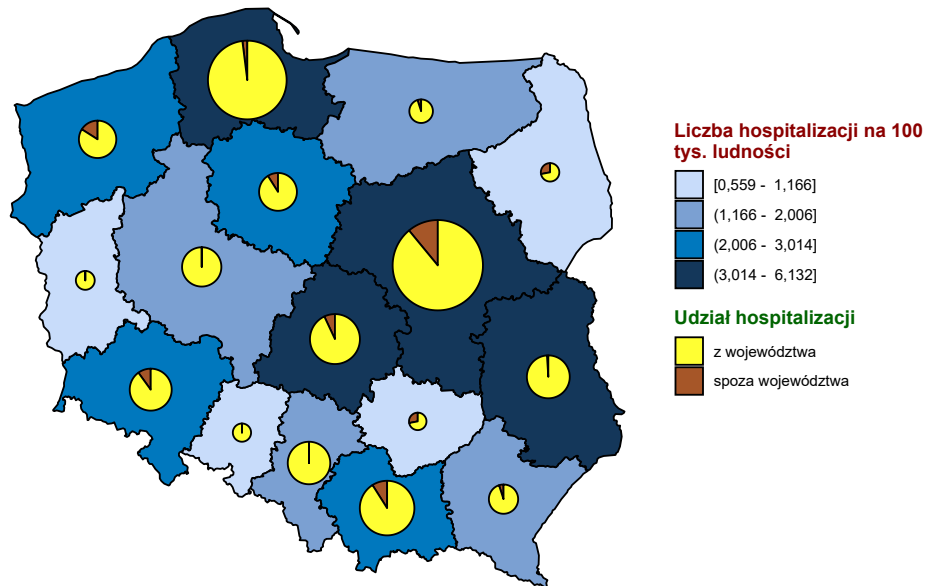 Liczba hospitalizacji na 100
tys. ludności
[0,559 - 1,166]
(1,166 - 2,006]
(2,006 - 3,014]
(3,014 - 6,132]
Udział hospitalizacji
z województwa
spoza województwa